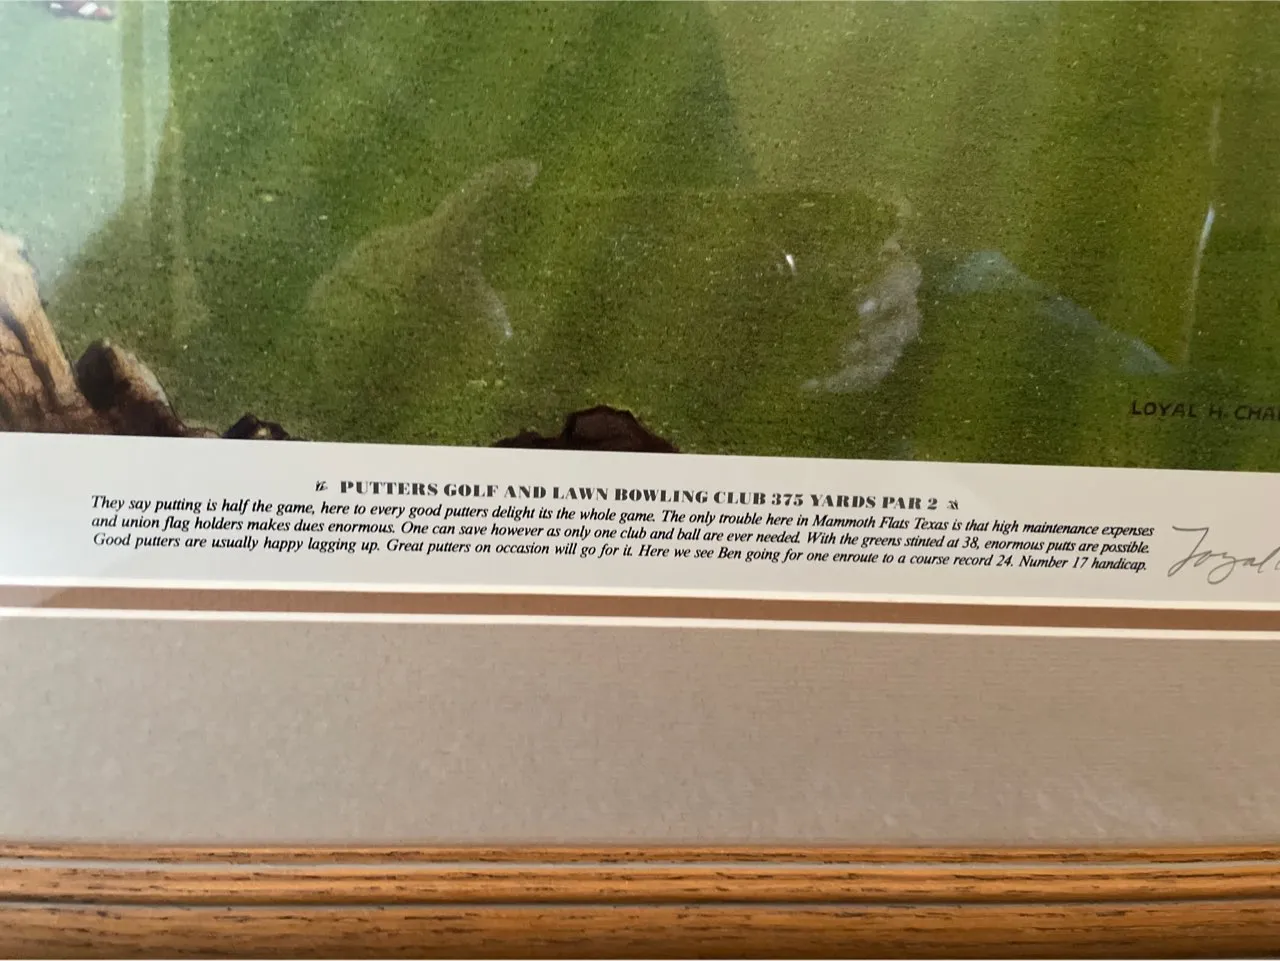 LOYAL H. CHA
PUTTERS GOLF AND LAWN BOWLING CLUB 375 YARDS PAR 2
They say putting is half the game, here to every good putters delight its the whole game. The only trouble here in Mammoth Flats Texas is that high maintenance expenses
and union flag holders makes dues enormous. One can save however as only one club and ball are ever needed. With the greens stinted at 38, enormous putts are possible.
Good putters are usually happy lagging up. Great putters on occasion will go for it. Here we see Ben going for one enroute to a course record 24. Number 17 handicap.
Loyal